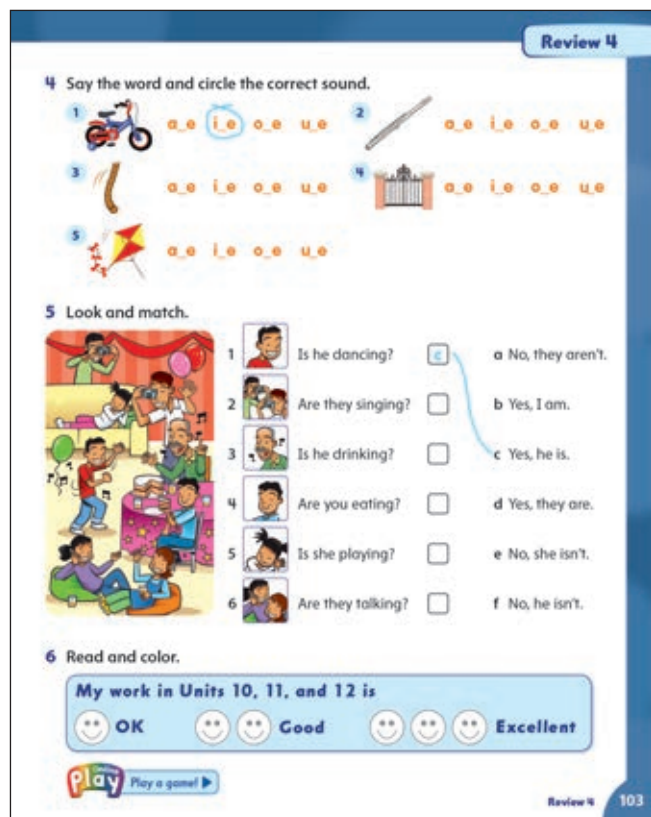 Review 4
4 Say the word and circle the correct sound.
1 a_e i_e o_e u_e
2 a_e i_e o_e u_e
3 a_e i_e o_e u_e
4 a_e i_e o_e u_e
5 a_e i_e o_e u_e
5 Look and match.
1 Is he dancing? c a No, they aren't.
2 Are they singing? b Yes, I am.
3 Is he drinking? c Yes, he is.
4 Are you eating? d Yes, they are.
5 Is she playing? e No, she isn't.
6 Are they talking? f No, he isn't.
6 Read and color.
My work in Units 10, 11, and 12 is
OK Good Excellent
Play Play a game!
Review 4 103